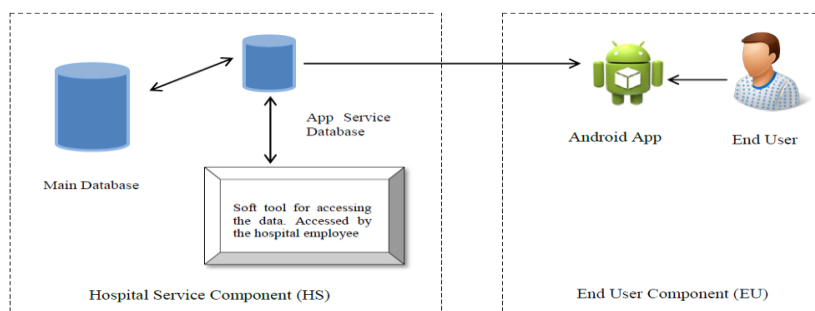 App Service
Database
Main Database
Soft tool for accessing
the data. Accessed by
the hospital employee
Hospital Service Component (HS)
Android App
End User
End User Component (EU)